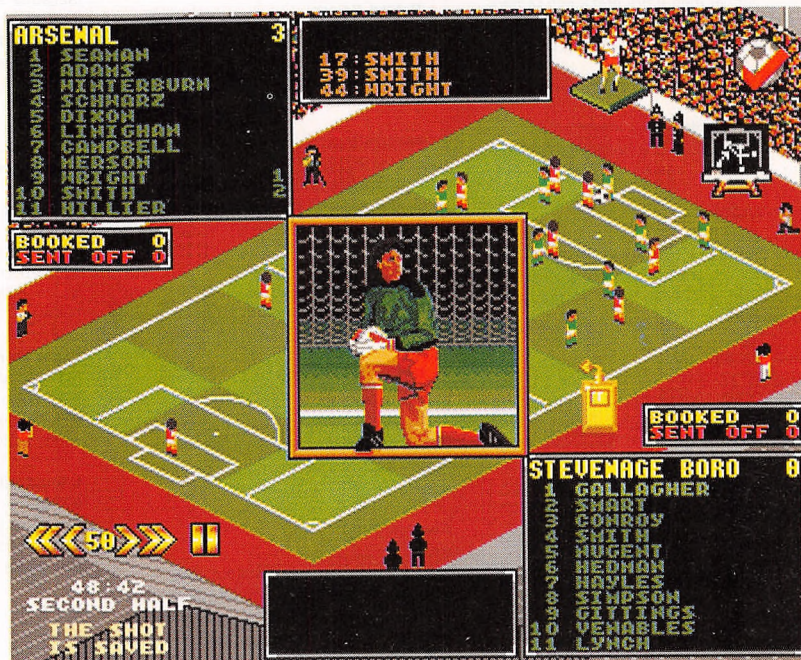 ARSENAL 3
1 SEAMAN
2 ADAMS
3 WINTERBURN
4 SCHWARZ
5 DIXON
6 LINIGHAN
7 CAMPBELL
8 MERSON
9 WRIGHT 1
10 SMITH 2
11 HILLIER
17:SMITH
39:SMITH
44:WRIGHT
BOOKED 0
SENT OFF 0
BOOKED 0
SENT OFF 0
STEVENAGE BORO 0
1 GALLAGHER
2 SMART
3 CONROY
4 SMITH
5 NUGENT
6 HEDMAN
7 HAYLES
8 SIMPSON
9 GITTINGS
10 VENABLES
11 LYNCH
50
48:42
SECOND HALF
THE SHOT
IS SAVED